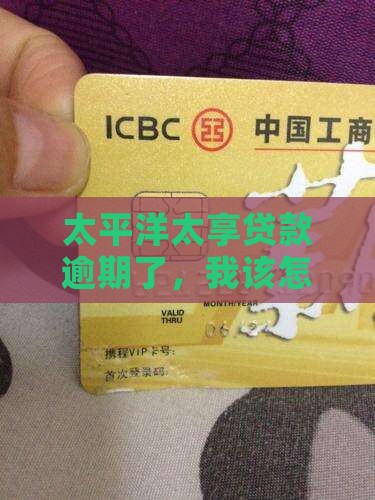 ICBC 中国工商
太平洋太享贷款
逾期了，我该怎
MONTH/YEAR
VALID
THRU
携程VIP卡号:
首次登录码: